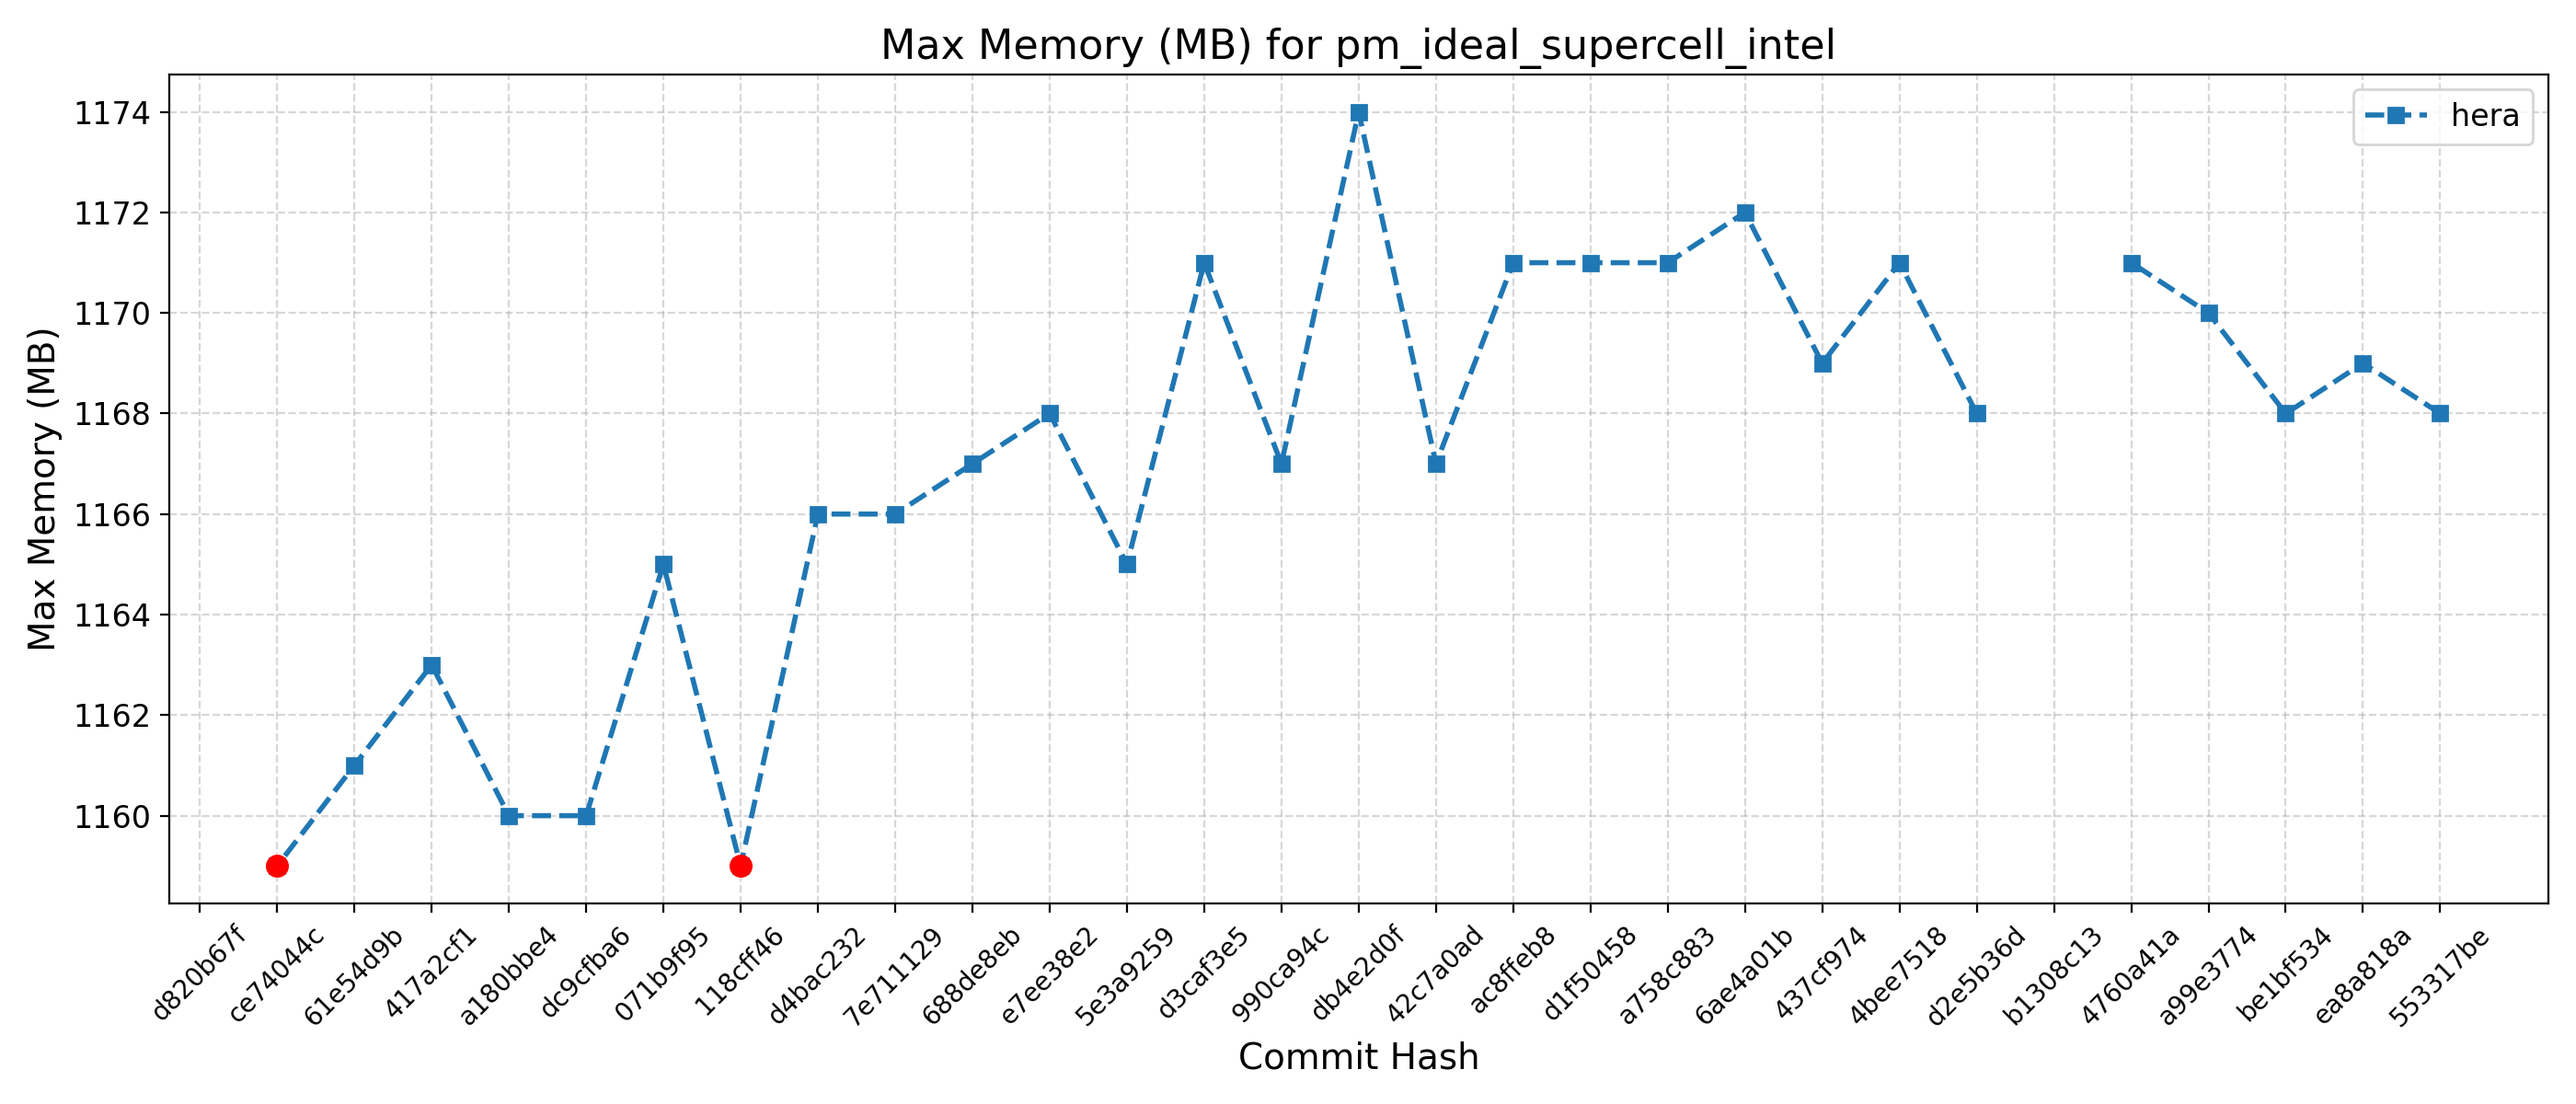 Max Memory (MB) for pm_ideal_supercell_intel
hera
Max Memory (MB)
1174
1172
1170
1168
1166
1164
1162
1160
d820b67f
ce74044c
61e54d9b
417a2cf1
a180bbe4
dc9cfba6
071b9f95
118cff46
d4bac232
7e711129
688de8eb
e7ee38e2
5e3a9259
d3caf3e5
990ca94c
db4e2d0f
42c7a0ad
ac8ffeb8
d1f50458
a758c883
6ae4a01b
437cf974
4bee7518
d2e5b36d
b1308c13
4760a41a
a99e3774
be1bf534
ea8a818a
553317be
Commit Hash